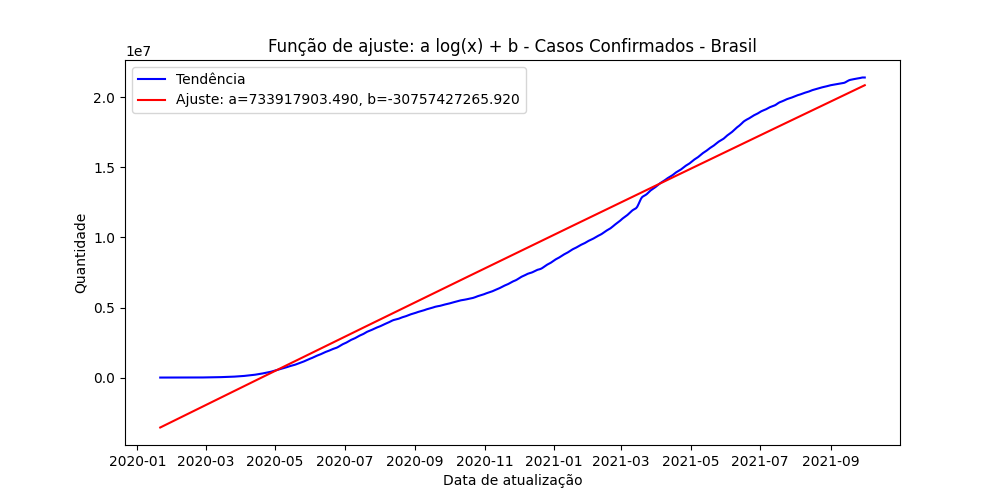 Função de ajuste: a log(x) + b - Casos Confirmados - Brasil
1e7
Tendência
Ajuste: a=733917903.490, b=-30757427265.920
2.0
1.5
1.0
0.5
0.0
Quantidade
2020-01 2020-03 2020-05 2020-07 2020-09 2020-11 2021-01 2021-03 2021-05 2021-07 2021-09
Data de atualização